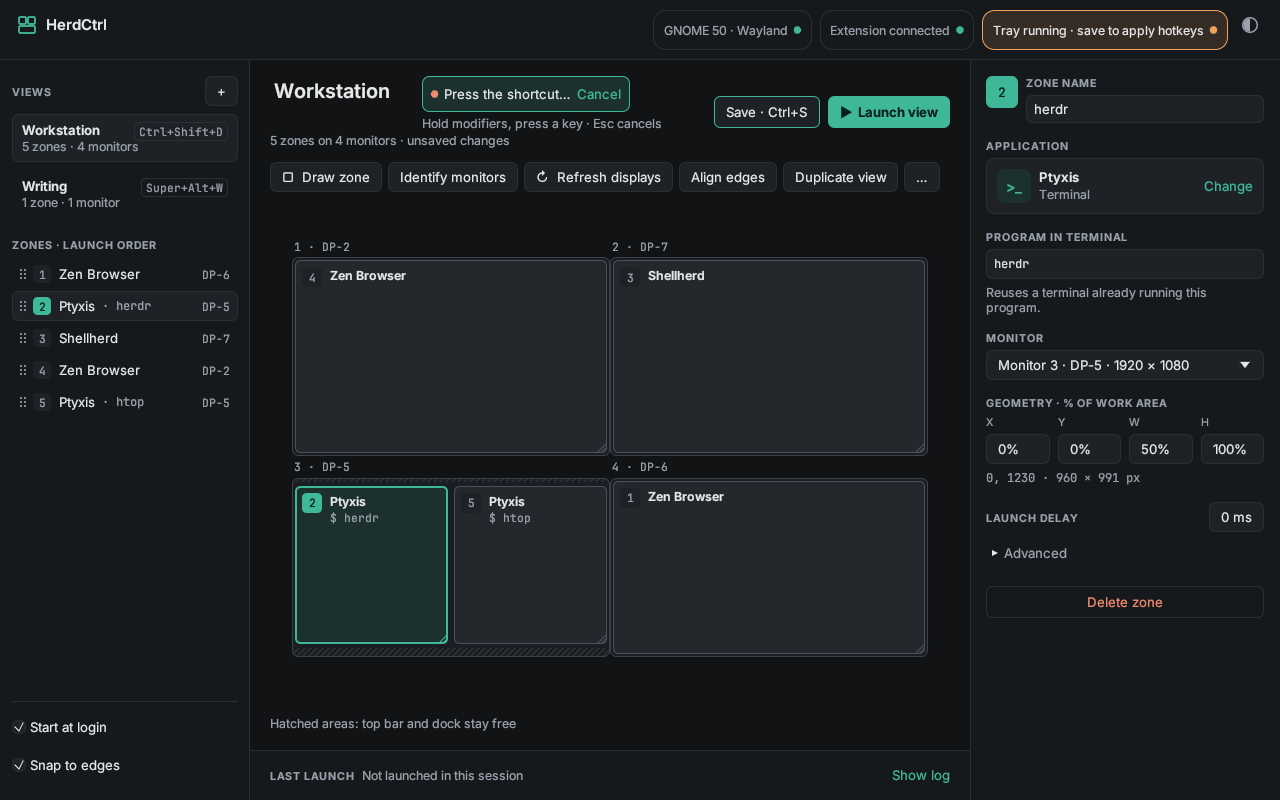 HerdCtrl
GNOME 50 · Wayland
Extension connected
Tray running · save to apply hotkeys
VIEWS
+
Workstation
Ctrl+Shift+D
5 zones · 4 monitors
Writing
Super+Alt+W
1 zone · 1 monitor
ZONES · LAUNCH ORDER
1 Zen Browser DP-6
2 Ptyxis · herdr DP-5
3 Shellherd DP-7
4 Zen Browser DP-2
5 Ptyxis · htop DP-5
Start at login
Snap to edges
Workstation
Press the shortcut... Cancel
Hold modifiers, press a key · Esc cancels
5 zones on 4 monitors · unsaved changes
Save · Ctrl+S
Launch view
Draw zone
Identify monitors
Refresh displays
Align edges
Duplicate view
...
1 · DP-2
4 Zen Browser
2 · DP-7
3 Shellherd
3 · DP-5
2 Ptyxis
$ herdr
5 Ptyxis
$ htop
4 · DP-6
1 Zen Browser
Hatched areas: top bar and dock stay free
LAST LAUNCH Not launched in this session
Show log
2
ZONE NAME
herdr
APPLICATION
>_
Ptyxis
Terminal
Change
PROGRAM IN TERMINAL
herdr
Reuses a terminal already running this
program.
MONITOR
Monitor 3 · DP-5 · 1920 × 1080
GEOMETRY · % OF WORK AREA
X Y W H
0% 0% 50% 100%
0, 1230 · 960 × 991 px
LAUNCH DELAY
0 ms
Advanced
Delete zone